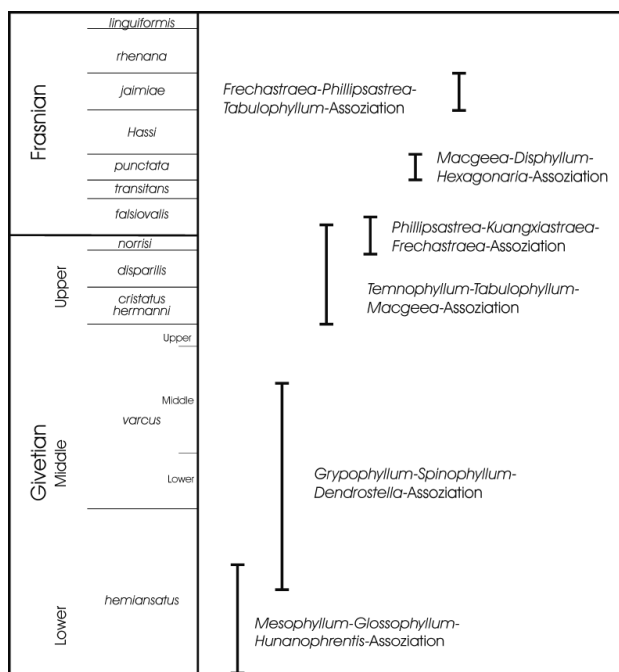 linguiformis
rhenana
jaimiae
Hassi
punctata
transitans
falsiovalis
norrisi
disparilis
cristatus
hermanni
Upper
Middle
varcus
Lower
hemiansatus
Frasnian
Givetian
Upper
Middle
Lower
Frechastraea-Phillipsastrea-
Tabulophyllum-Assoziation
Macgeea-Disphyllum-
Hexagonaria-Assoziation
Phillipsastrea-Kuangxiastraea-
Frechastraea-Assoziation
Temnophyllum-Tabulophyllum-
Macgeea-Assoziation
Grypophyllum-Spinophyllum-
Dendrostella-Assoziation
Mesophyllum-Glossophyllum-
Hunanophrentis-Assoziation